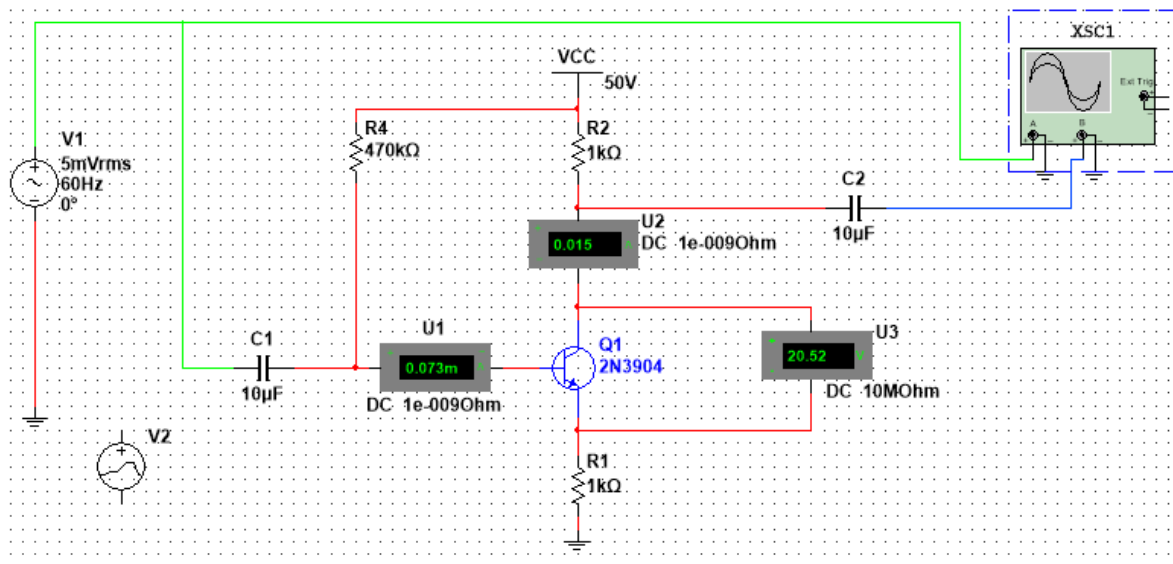 XSC1
Ext Trig
+
-
A
B
+
-
+
-
VCC
50V
V1
5mVrms
60Hz
0°
R4
470kΩ
R2
1kΩ
C2
10µF
U2
0.015
A
DC 1e-009Ohm
C1
10µF
U1
0.073m
A
DC 1e-009Ohm
Q1
2N3904
U3
20.52
V
DC 10MOhm
V2
R1
1kΩ